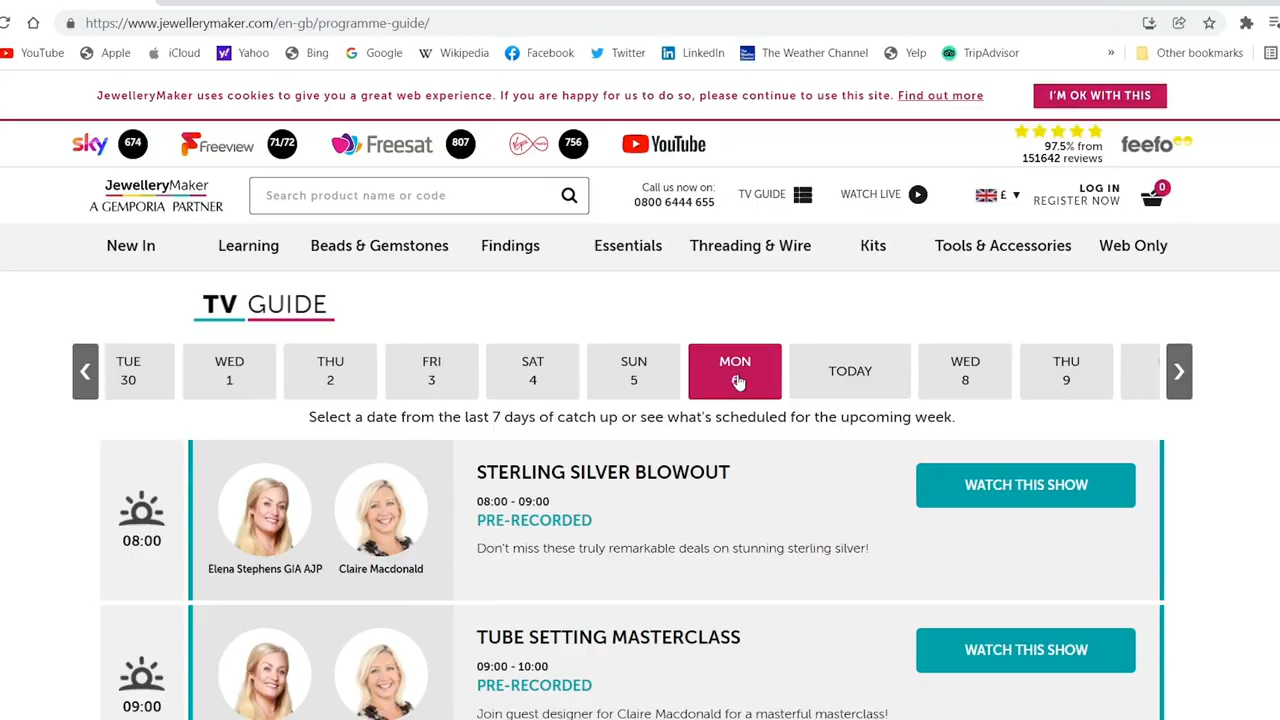 https://www.jewellerymaker.com/en-gb/programme-guide/
YouTube Apple iCloud Yahoo Bing Google Wikipedia Facebook Twitter LinkedIn The Weather Channel Yelp TripAdvisor » Other bookmarks
JewelleryMaker uses cookies to give you a great web experience. If you are happy for us to do so, please continue to use this site. Find out more
I'M OK WITH THIS
sky 674 Freeview 71/72 Freesat 807 756 YouTube
97.5% from
151642 reviews
feefo
JewelleryMaker
A GEMPORIA PARTNER
Search product name or code
Call us now on:
0800 6444 655
TV GUIDE
WATCH LIVE
£ ▼
LOG IN
REGISTER NOW
0
New In Learning Beads & Gemstones Findings Essentials Threading & Wire Kits Tools & Accessories Web Only
TV GUIDE
TUE WED THU FRI SAT SUN MON TODAY WED THU
30 1 2 3 4 5 8 9
Select a date from the last 7 days of catch up or see what's scheduled for the upcoming week.
08:00
Elena Stephens GIA AJP
Claire Macdonald
STERLING SILVER BLOWOUT
08:00 - 09:00
PRE-RECORDED
Don't miss these truly remarkable deals on stunning sterling silver!
WATCH THIS SHOW
09:00
TUBE SETTING MASTERCLASS
09:00 - 10:00
PRE-RECORDED
Join guest designer for Claire Macdonald for a masterful masterclass!
WATCH THIS SHOW